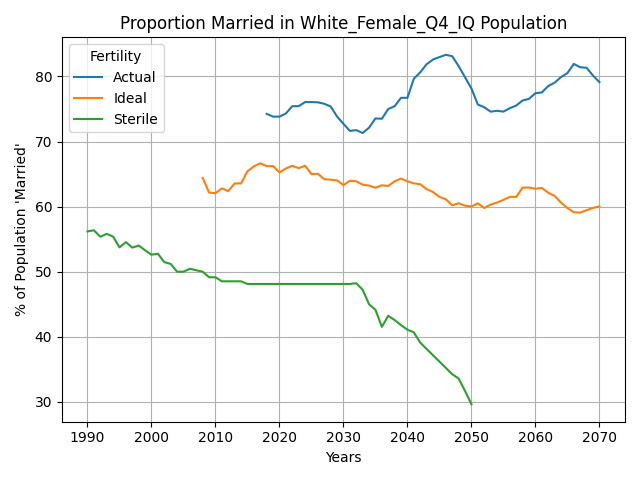 Proportion Married in White_Female_Q4_IQ Population
Fertility
Actual
Ideal
Sterile
% of Population 'Married'
80
70
60
50
40
30
1990 2000 2010 2020 2030 2040 2050 2060 2070
Years